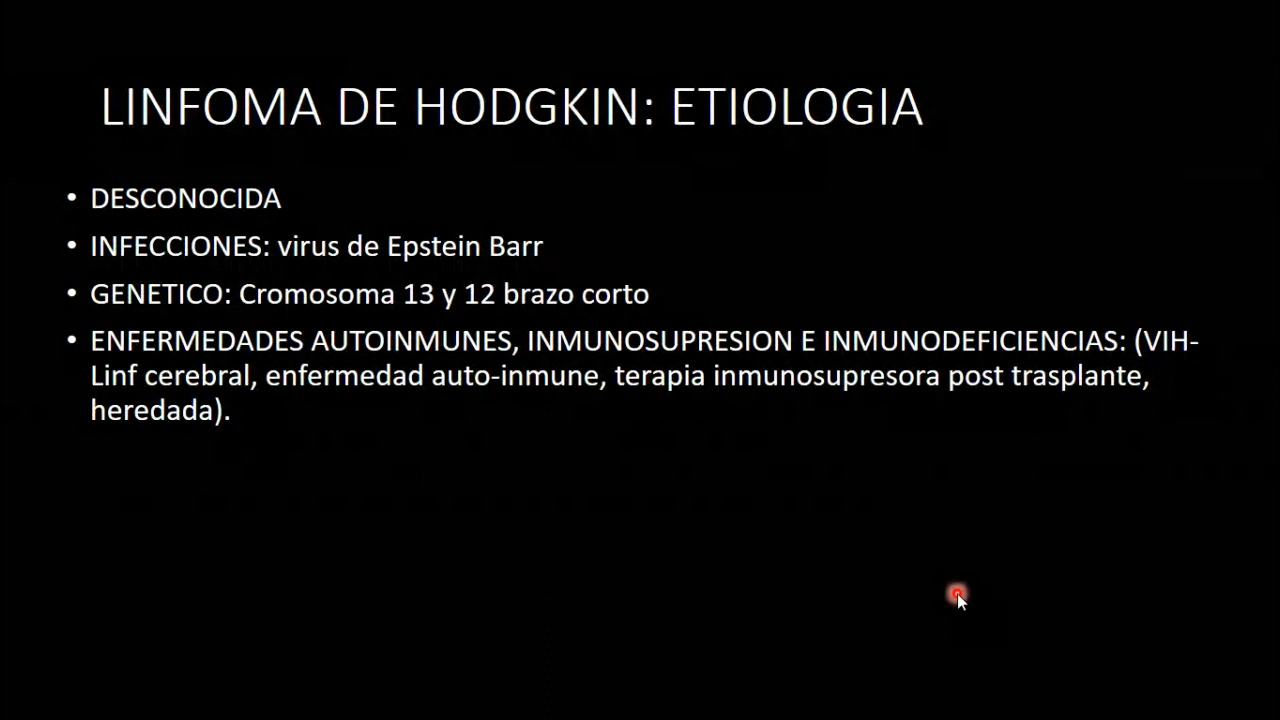 LINFOMA DE HODGKIN: ETIOLOGIA
• DESCONOCIDA
• INFECCIONES: virus de Epstein Barr
• GENETICO: Cromosoma 13 y 12 brazo corto
• ENFERMEDADES AUTOINMUNES, INMUNOSUPRESION E INMUNODEFICIENCIAS: (VIH-
Linf cerebral, enfermedad auto-inmune, terapia inmunosupresora post trasplante,
heredada).